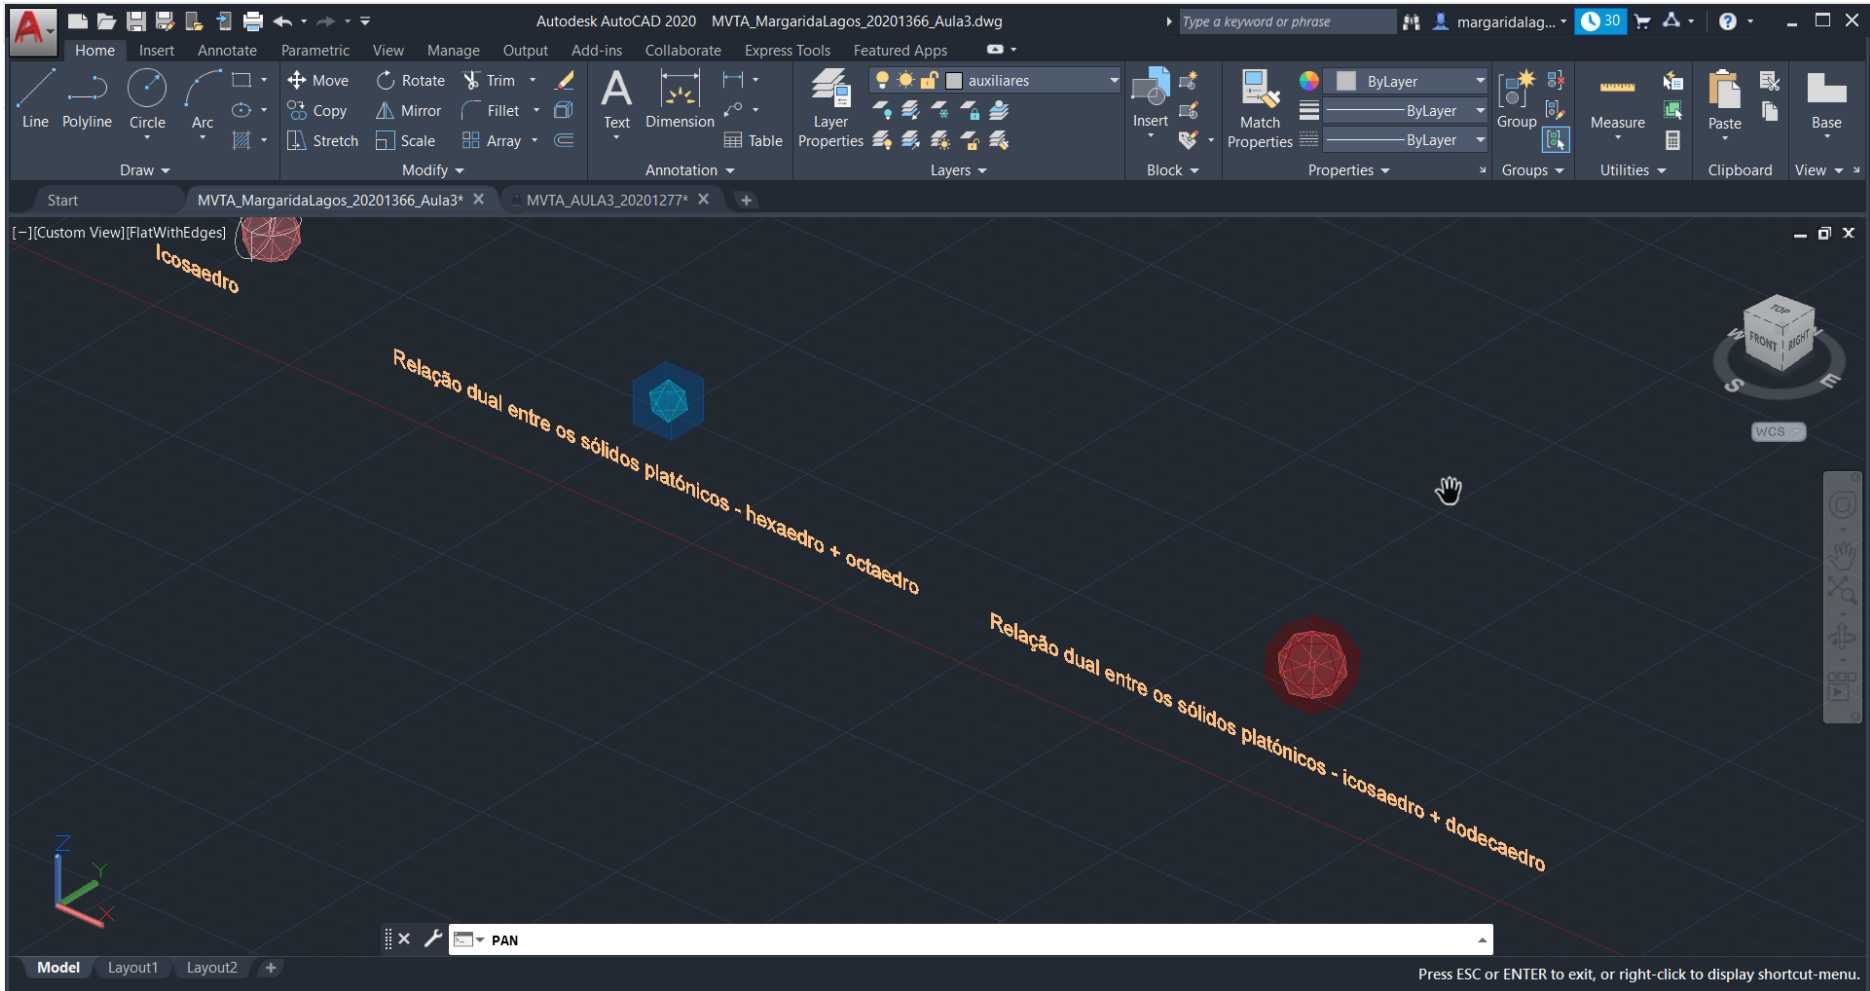 Autodesk AutoCAD 2020 MVTA_MargaridaLagos_20201366_Aula3.dwg
Type a keyword or phrase
margaridalag...
30
Home Insert Annotate Parametric View Manage Output Add-ins Collaborate Express Tools Featured Apps
Move Rotate Trim
auxiliares
ByLayer
Copy Mirror Fillet
ByLayer
Line Polyline Circle Arc
Text Dimension
Layer
Insert
Match
Group Measure Paste Base
Stretch Scale Array
Table
Properties
Properties
ByLayer
Draw Modify Annotation Layers Block Properties Groups Utilities Clipboard View
Start MVTA_MargaridaLagos_20201366_Aula3* MVTA_AULA3_20201277*
[−][Custom View][FlatWithEdges]
Icosaedro
Relação dual entre os sólidos platónicos - hexaedro + octaedro
Relação dual entre os sólidos platónicos - icosaedro + dodecaedro
TOP
FRONT RIGHT
W N
S E
WCS
Z
Y
X
PAN
Model Layout1 Layout2
Press ESC or ENTER to exit, or right-click to display shortcut-menu.